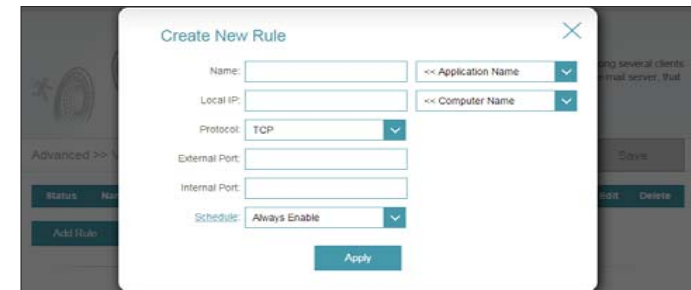 Create New Rule
Name: << Application Name
Local IP: << Computer Name
Protocol: TCP
External Port:
Internal Port:
Schedule: Always Enable
Apply
ong several clients
e-mail server, that
Advanced >>
Save
Status
Edit Delete
Add Rule